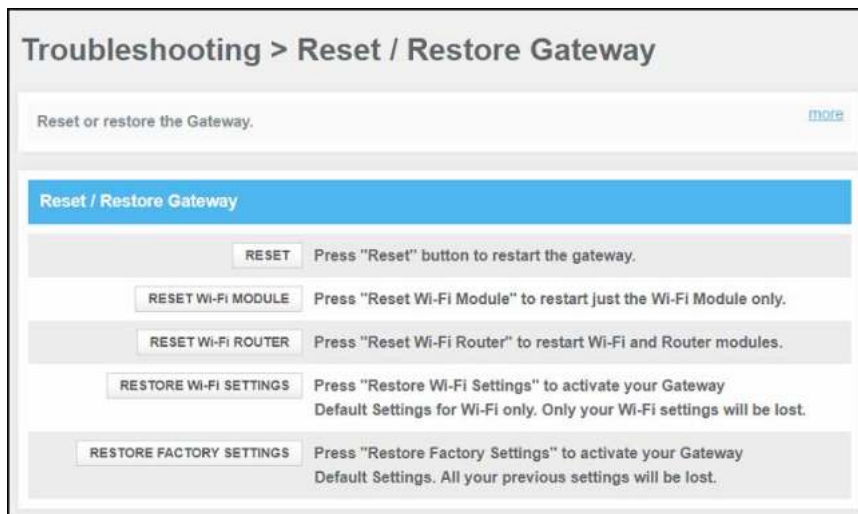 Troubleshooting > Reset / Restore Gateway
Reset or restore the Gateway.
more
Reset / Restore Gateway
RESET Press "Reset" button to restart the gateway.
RESET Wi-Fi MODULE Press "Reset Wi-Fi Module" to restart just the Wi-Fi Module only.
RESET Wi-Fi ROUTER Press "Reset Wi-Fi Router" to restart Wi-Fi and Router modules.
RESTORE Wi-Fi SETTINGS Press "Restore Wi-Fi Settings" to activate your Gateway
Default Settings for Wi-Fi only. Only your Wi-Fi settings will be lost.
RESTORE FACTORY SETTINGS Press "Restore Factory Settings" to activate your Gateway
Default Settings. All your previous settings will be lost.